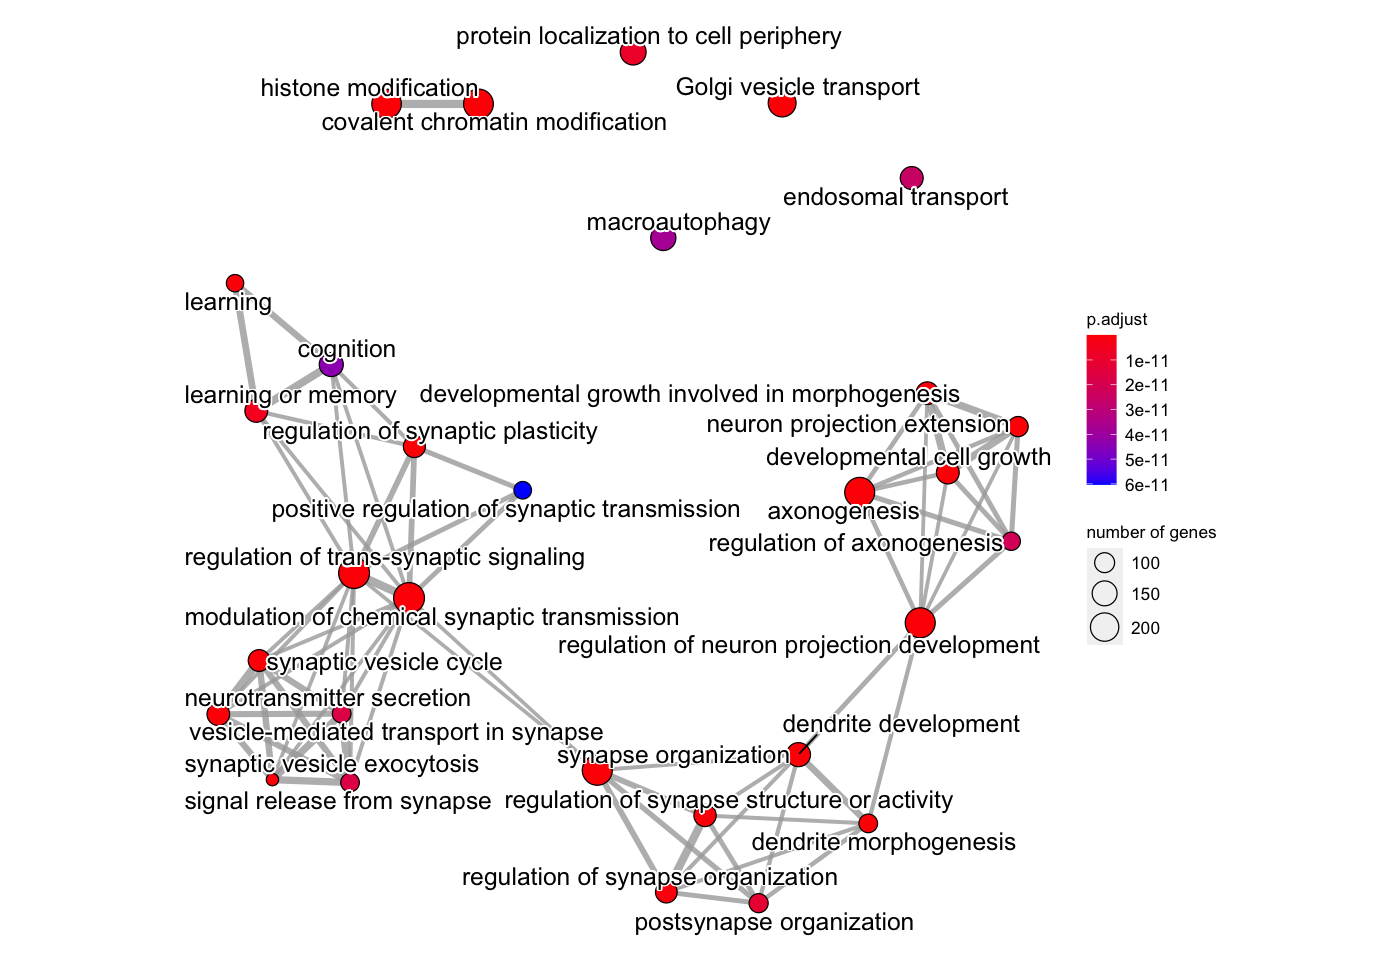 protein localization to cell periphery
histone modification
Golgi vesicle transport
covalent chromatin modification
endosomal transport
macroautophagy
learning
cognition
learning or memory
developmental growth involved in morphogenesis
neuron projection extension
regulation of synaptic plasticity
developmental cell growth
positive regulation of synaptic transmission
axonogenesis
regulation of axonogenesis
regulation of trans-synaptic signaling
modulation of chemical synaptic transmission
regulation of neuron projection development
synaptic vesicle cycle
neurotransmitter secretion
vesicle-mediated transport in synapse
dendrite development
synapse organization
synaptic vesicle exocytosis
signal release from synapse
regulation of synapse structure or activity
dendrite morphogenesis
regulation of synapse organization
postsynapse organization
p.adjust
1e-11
2e-11
3e-11
4e-11
5e-11
6e-11
number of genes
100
150
200